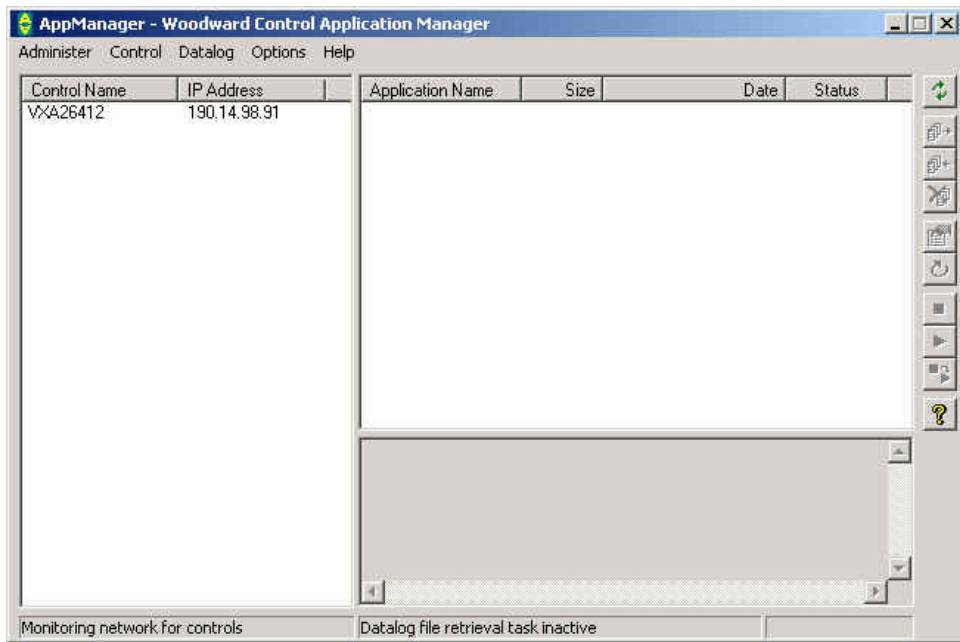 AppManager - Woodward Control Application Manager
Administer Control Datalog Options Help
Control Name IP Address
VXA26412 190.14.98.91
Application Name Size Date Status
Monitoring network for controls
Datalog file retrieval task inactive